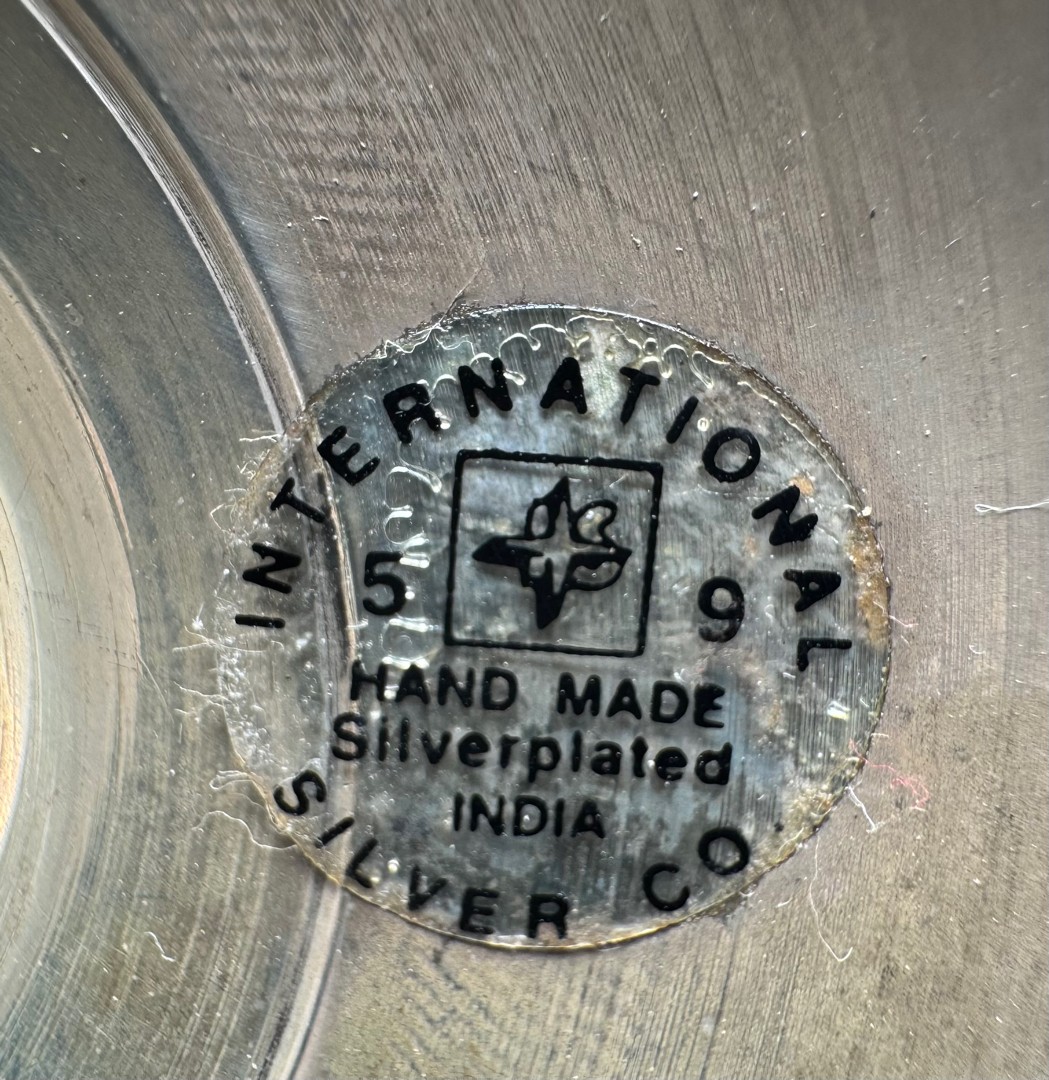 INTERNATIONAL
5 9
HAND MADE
Silverplated
INDIA
SILVER CO